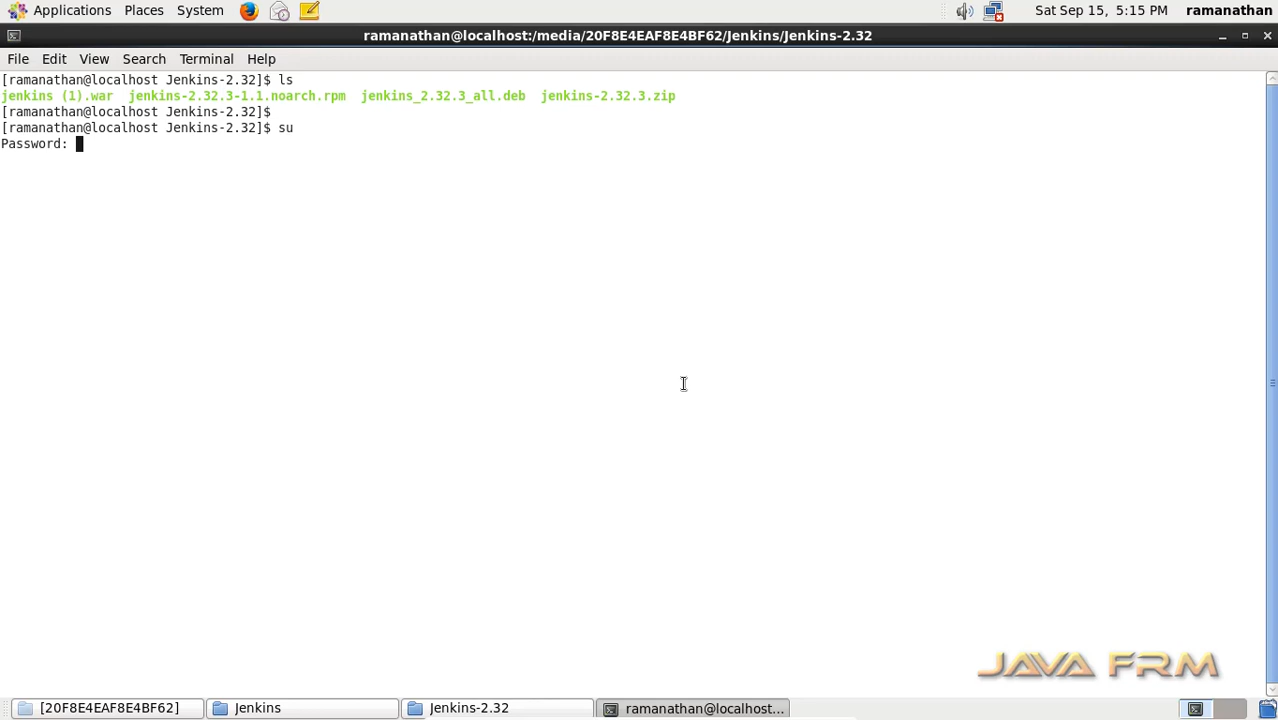 Applications Places System Sat Sep 15, 5:15 PM ramanathan
ramanathan@localhost:/media/20F8E4EAF8E4BF62/Jenkins/Jenkins-2.32
File Edit View Search Terminal Help
[ramanathan@localhost Jenkins-2.32]$ ls
jenkins (1).war jenkins-2.32.3-1.1.noarch.rpm jenkins_2.32.3_all.deb jenkins-2.32.3.zip
[ramanathan@localhost Jenkins-2.32]$
[ramanathan@localhost Jenkins-2.32]$ su
Password:
JAVA FRM
[20F8E4EAF8E4BF62] Jenkins Jenkins-2.32 ramanathan@localhost...